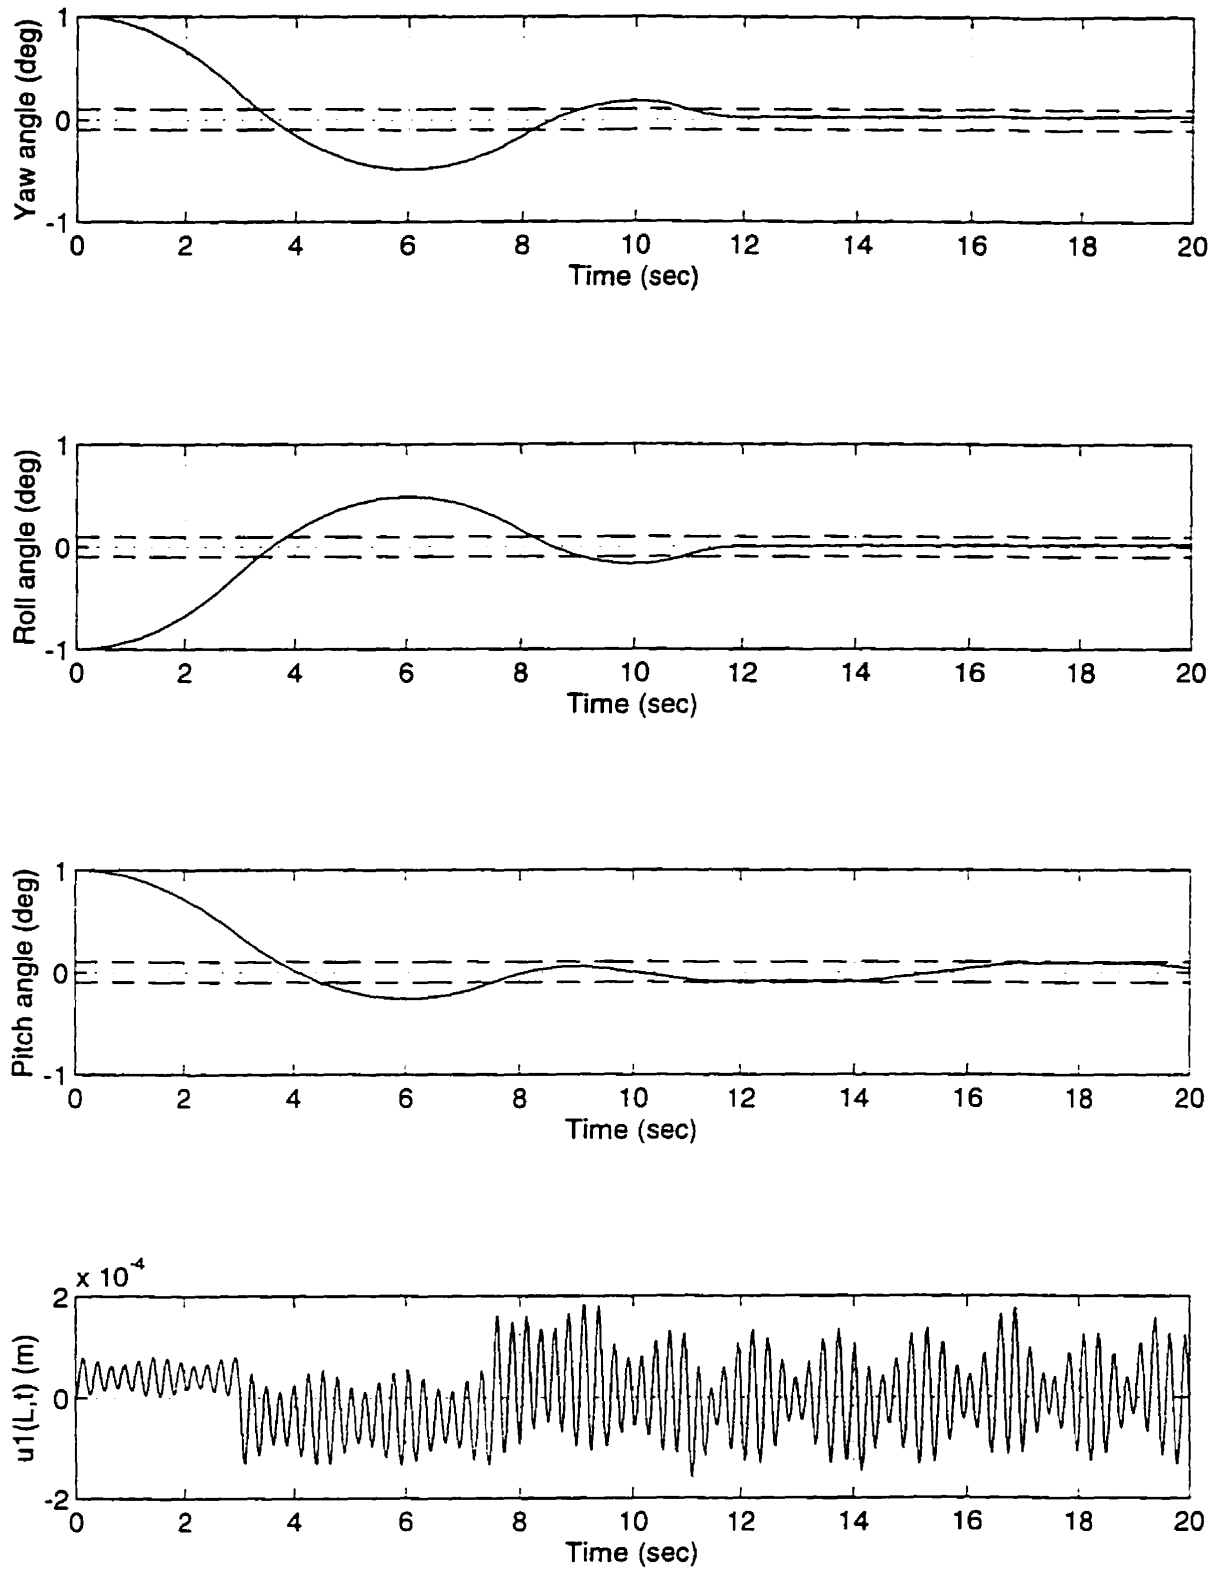 Yaw angle (deg)
1
0
-1
0 2 4 6 8 10 12 14 16 18 20
Time (sec)
Roll angle (deg)
1
0
-1
0 2 4 6 8 10 12 14 16 18 20
Time (sec)
Pitch angle (deg)
1
0
-1
0 2 4 6 8 10 12 14 16 18 20
Time (sec)
x 10^-4
u1(L,t) (m)
2
0
-2
0 2 4 6 8 10 12 14 16 18 20
Time (sec)